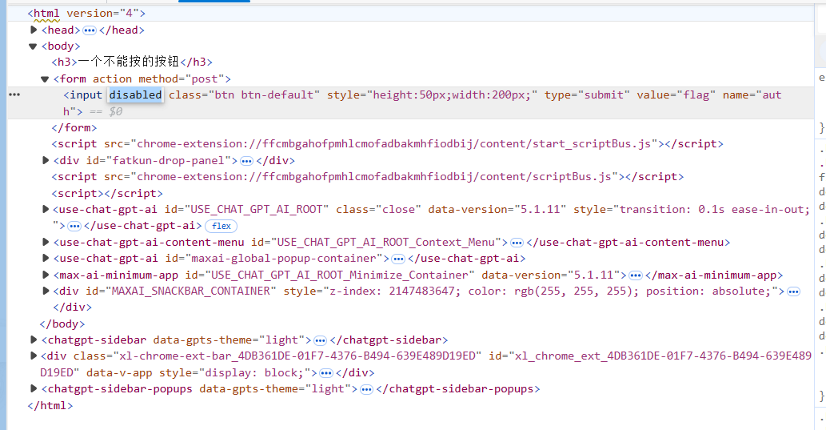 <html version="4">
<head> ⋯ </head>
<body>
<h3>一个不能按的按钮</h3>
<form action method="post">
<input disabled class="btn btn-default" style="height:50px;width:200px;" type="submit" value="flag" name="aut
h"> == $0
</form>
<script src="chrome-extension://ffcmbgahofpmhlcmofadbakmhfiodbij/content/start_scriptBus.js"></script>
<div id="fatkun-drop-panel"> ⋯ </div>
<script src="chrome-extension://ffcmbgahofpmhlcmofadbakmhfiodbij/content/scriptBus.js"></script>
<script></script>
<use-chat-gpt-ai id="USE_CHAT_GPT_AI_ROOT" class="close" data-version="5.1.11" style="transition: 0.1s ease-in-out;
"> ⋯ </use-chat-gpt-ai> flex
<use-chat-gpt-ai-content-menu id="USE_CHAT_GPT_AI_ROOT_Context_Menu"> ⋯ </use-chat-gpt-ai-content-menu>
<use-chat-gpt-ai id="maxai-global-popup-container"> ⋯ </use-chat-gpt-ai>
<max-ai-minimum-app id="USE_CHAT_GPT_AI_ROOT_Minimize_Container" data-version="5.1.11"> ⋯ </max-ai-minimum-app>
<div id="MAXAI_SNACKBAR_CONTAINER" style="z-index: 2147483647; color: rgb(255, 255, 255); position: absolute;"> ⋯
</div>
</body>
<chatgpt-sidebar data-gpts-theme="light"> ⋯ </chatgpt-sidebar>
<div class="xl-chrome-ext-bar_4DB361DE-01F7-4376-B494-639E489D19ED" id="xl_chrome_ext_4DB361DE-01F7-4376-B494-639E489
D19ED" data-v-app style="display: block;"> ⋯ </div>
<chatgpt-sidebar-popups data-gpts-theme="light"> ⋯ </chatgpt-sidebar-popups>
</html>